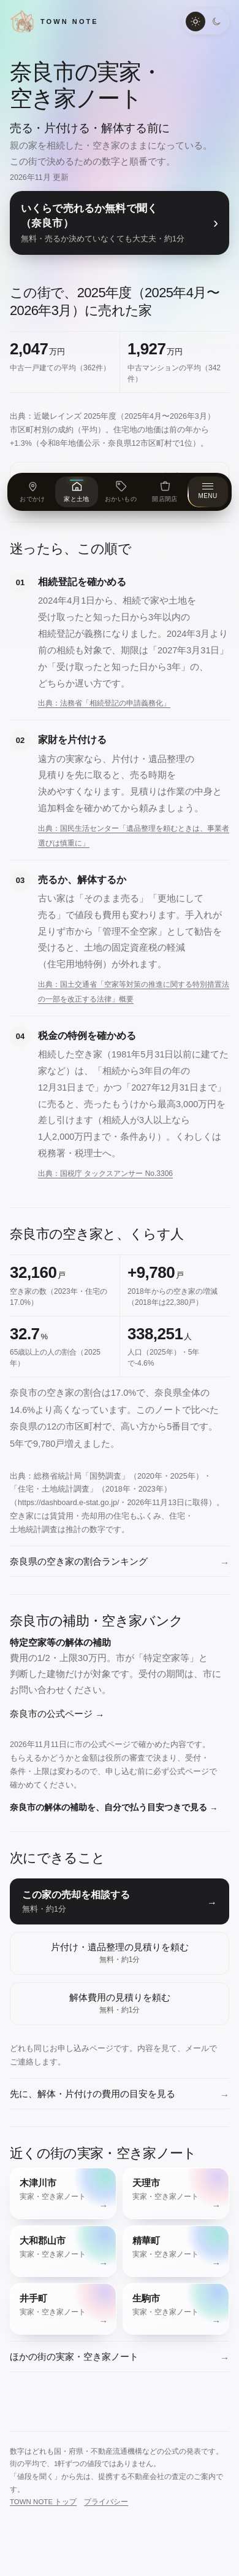 TOWN NOTE
奈良市の実家・
空き家ノート
売る・片付ける・解体する前に
親の家を相続した・空き家のままになっている。
この街で決めるための数字と順番です。
2026年11月 更新
いくらで売れるか無料で聞く
（奈良市）
無料・売るか決めていなくても大丈夫・約1分
この街で、2025年度（2025年4月〜
2026年3月）に売れた家
2,047万円
中古一戸建ての平均（362件）
1,927万円
中古マンションの平均（342
件）
出典：近畿レインズ 2025年度（2025年4月〜2026年3月）
市区町村別の成約（平均）。住宅地の地価は前の年から
+1.3%（令和8年地価公示・奈良県12市区町村で1位）。
おでかけ
家と土地
おかいもの
開店閉店
MENU
迷ったら、この順で
01 相続登記を確かめる
2024年4月1日から、相続で家や土地を
受け取ったと知った日から3年以内の
相続登記が義務になりました。2024年3月より
前の相続も対象で、期限は「2027年3月31日」
か「受け取ったと知った日から3年」の、
どちらか遅い方です。
出典：法務省「相続登記の申請義務化」
02 家財を片付ける
遠方の実家なら、片付け・遺品整理の
見積りを先に取ると、売る時期を
決めやすくなります。見積りは作業の中身と
追加料金を確かめてから頼みましょう。
出典：国民生活センター「遺品整理を頼むときは、事業者
選びは慎重に」
03 売るか、解体するか
古い家は「そのまま売る」「更地にして
売る」で値段も費用も変わります。手入れが
足りず市から「管理不全空家」として勧告を
受けると、土地の固定資産税の軽減
（住宅用地特例）が外れます。
出典：国土交通省「空家等対策の推進に関する特別措置法
の一部を改正する法律」概要
04 税金の特例を確かめる
相続した空き家（1981年5月31日以前に建てた
家など）は、「相続から3年目の年の
12月31日まで」かつ「2027年12月31日まで」
に売ると、売ったもうけから最高3,000万円を
差し引けます（相続人が3人以上なら
1人2,000万円まで・条件あり）。くわしくは
税務署・税理士へ。
出典：国税庁 タックスアンサー No.3306
奈良市の空き家と、くらす人
32,160戸
空き家の数（2023年・住宅の
17.0%）
+9,780戸
2018年からの空き家の増減
（2018年は22,380戸）
32.7%
65歳以上の人の割合（2025
年）
338,251人
人口（2025年）・5年
で-4.6%
奈良市の空き家の割合は17.0%で、奈良県全体の
14.6%より高くなっています。このノートで比べた
奈良県の12の市区町村で、高い方から5番目です。
5年で9,780戸増えました。
出典：総務省統計局「国勢調査」（2020年・2025年）・
「住宅・土地統計調査」（2018年・2023年）
（https://dashboard.e-stat.go.jp/・2026年11月13日に取得）。
空き家には賃貸用・売却用の住宅もふくみ、住宅・
土地統計調査は推計の数字です。
奈良県の空き家の割合ランキング →
奈良市の補助・空き家バンク
特定空家等の解体の補助
費用の1/2・上限30万円。市が「特定空家等」と
判断した建物だけが対象です。受付の期間は、市に
お問い合わせください。
奈良市の公式ページ →
2026年11月11日に市の公式ページで確かめた内容です。
もらえるかどうかと金額は役所の審査で決まり、受付・
条件・上限は変わるので、申し込む前に必ず公式ページで
確かめてください。
奈良市の解体の補助を、自分で払う目安つきで見る →
次にできること
この家の売却を相談する
無料・約1分
→
片付け・遺品整理の見積りを頼む
無料・約1分
解体費用の見積りを頼む
無料・約1分
どれも同じお申し込みページです。内容を見て、メールで
ご連絡します。
先に、解体・片付けの費用の目安を見る →
近くの街の実家・空き家ノート
木津川市
実家・空き家ノート
→
天理市
実家・空き家ノート
→
大和郡山市
実家・空き家ノート
→
精華町
実家・空き家ノート
→
井手町
実家・空き家ノート
→
生駒市
実家・空き家ノート
→
ほかの街の実家・空き家ノート →
数字はどれも国・府県・不動産流通機構などの公式の発表です。
街の平均で、1軒ずつの値段ではありません。
「値段を聞く」から先は、提携する不動産会社の査定のご案内で
す。
TOWN NOTE トップ プライバシー